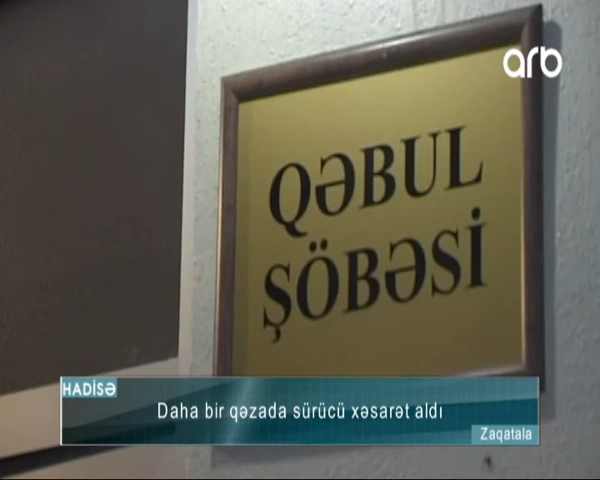 arb
QƏBUL
ŞÖBƏSİ
HADİSƏ
Daha bir qəzada sürücü xəsarət aldı
Zaqatala